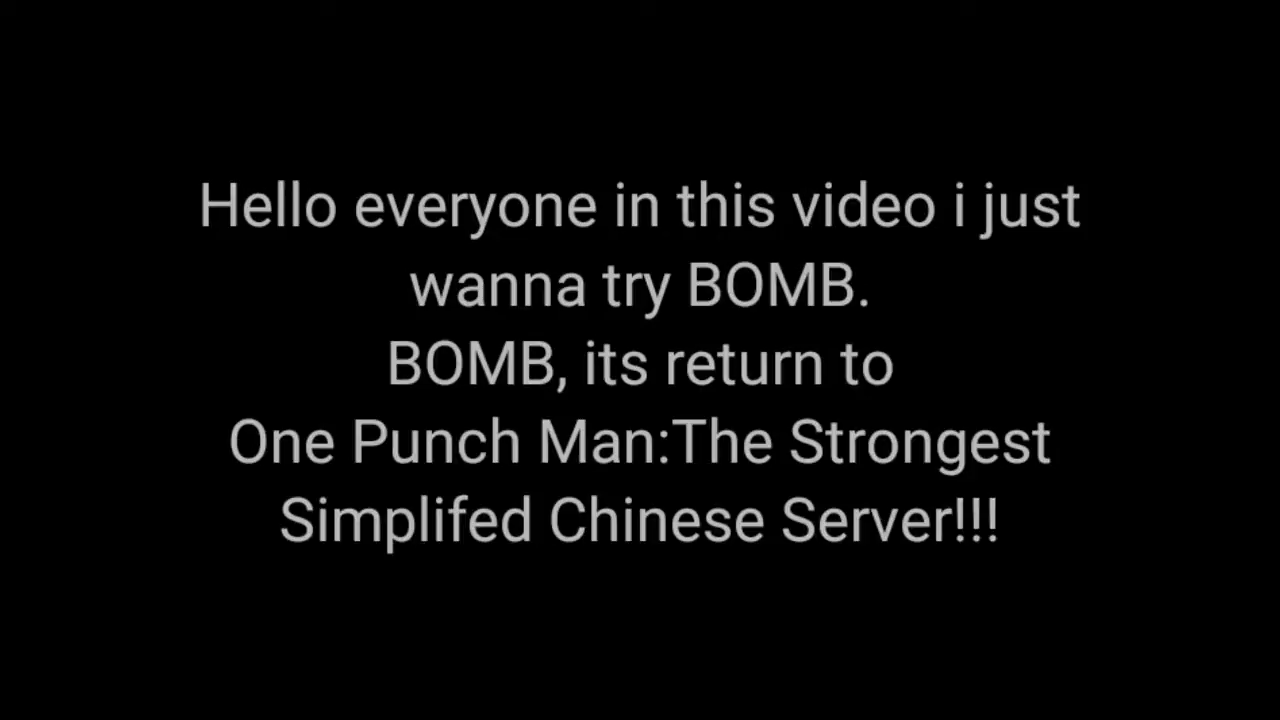 Hello everyone in this video i just
wanna try BOMB.
BOMB, its return to
One Punch Man:The Strongest
Simplifed Chinese Server!!!